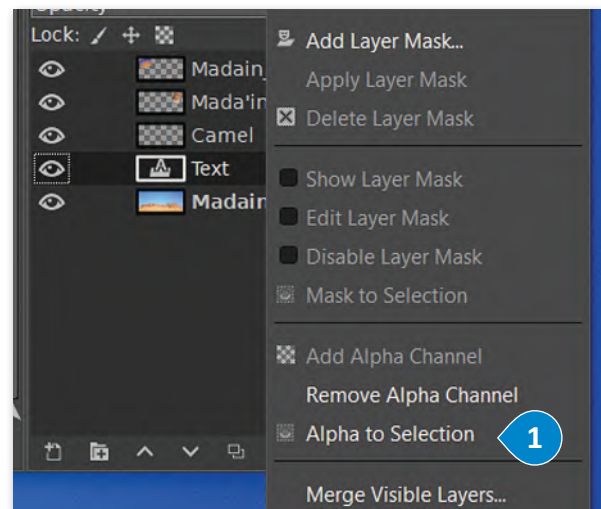 Opacity
Lock:
Madain_
Mada'in
Camel
Text
Madain
Add Layer Mask...
Apply Layer Mask
Delete Layer Mask
Show Layer Mask
Edit Layer Mask
Disable Layer Mask
Mask to Selection
Add Alpha Channel
Remove Alpha Channel
Alpha to Selection
1
Merge Visible Layers...